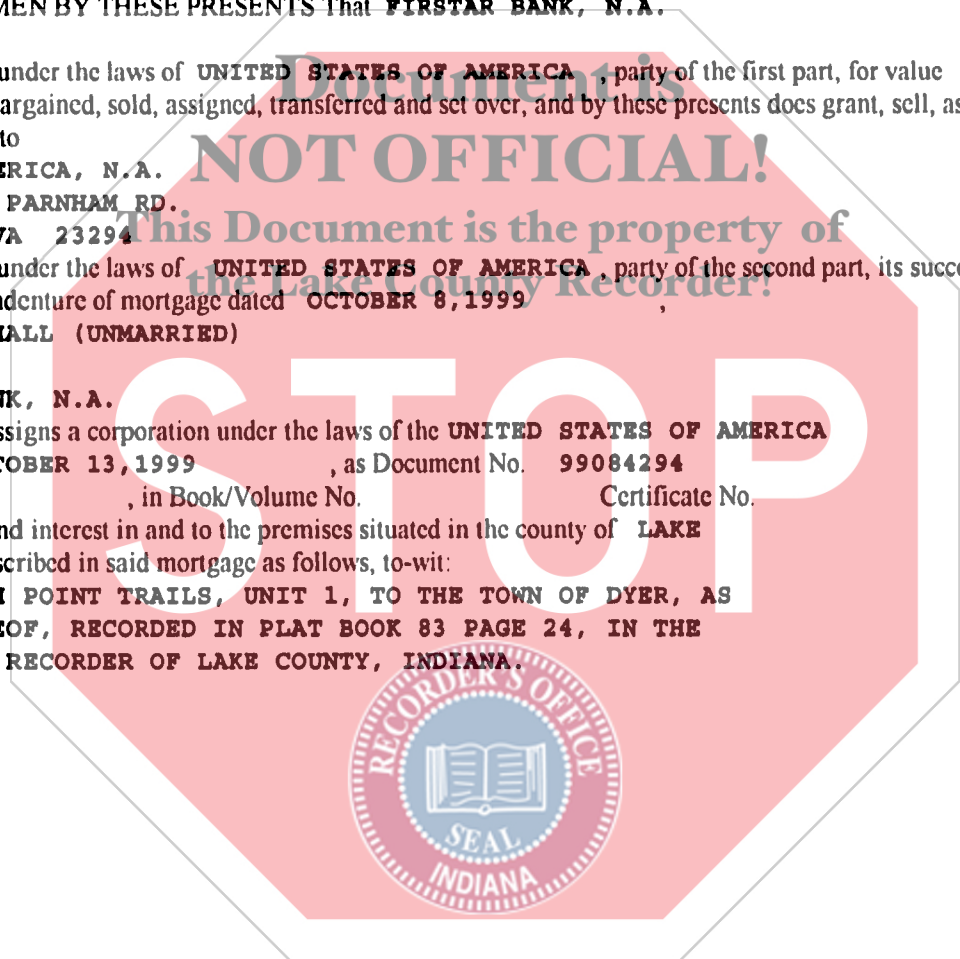 MEN BY THESE PRESENTS That FIRSTAR BANK, N.A.
under the laws of UNITED STATES OF AMERICA , party of the first part, for value
argained, sold, assigned, transferred and set over, and by these presents does grant, sell, as
to
ERICA, N.A.
PARNHAM RD.
VA 23294
under the laws of UNITED STATES OF AMERICA , party of the second part, its succe
ndenture of mortgage dated OCTOBER 8,1999 ,
HALL (UNMARRIED)
NK, N.A.
ssigns a corporation under the laws of the UNITED STATES OF AMERICA
TOBER 13,1999 , as Document No. 99084294
, in Book/Volume No. Certificate No.
nd interest in and to the premises situated in the county of LAKE
scribed in said mortgage as follows, to-wit:
POINT TRAILS, UNIT 1, TO THE TOWN OF DYER, AS
EOF, RECORDED IN PLAT BOOK 83 PAGE 24, IN THE
RECORDER OF LAKE COUNTY, INDIANA.
Document is
NOT OFFICIAL!
This Document is the property of
the Lake County Recorder!
STOP
RECORDER'S OFFICE
SEAL
INDIANA